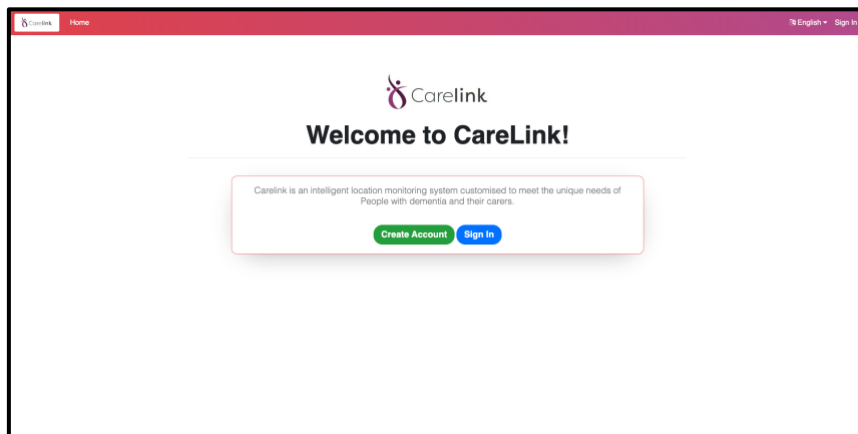 Carelink Home English Sign In
Carelink
Welcome to CareLink!
Carelink is an intelligent location monitoring system customised to meet the unique needs of
People with dementia and their carers.
Create Account Sign In